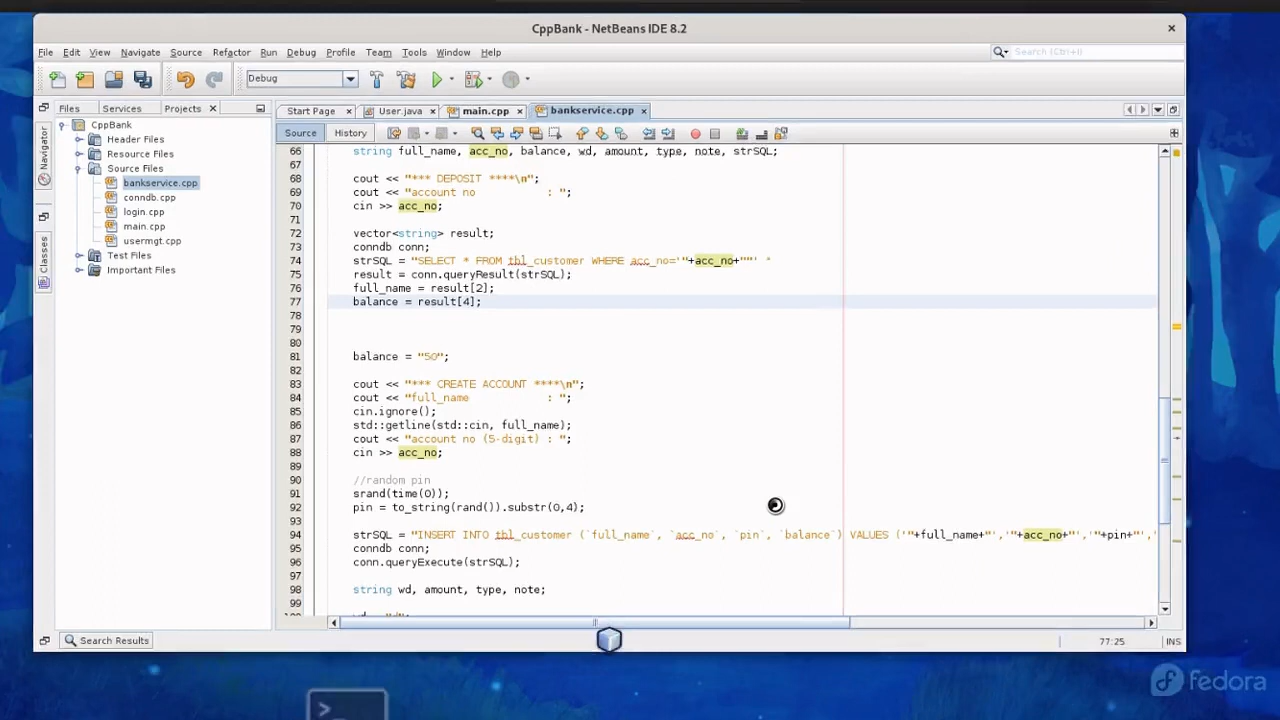 CppBank - NetBeans IDE 8.2
File Edit View Navigate Source Refactor Run Debug Profile Team Tools Window Help
Search (Ctrl+I)
Debug
Files Services Projects
Start Page User.java main.cpp bankservice.cpp
Source History
Navigator
Classes
CppBank
Header Files
Resource Files
Source Files
bankservice.cpp
conndb.cpp
login.cpp
main.cpp
usermgt.cpp
Test Files
Important Files
66 string full_name, acc_no, balance, wd, amount, type, note, strSQL;
67
68 cout << "*** DEPOSIT ****\n";
69 cout << "account no : ";
70 cin >> acc_no;
71
72 vector<string> result;
73 conndb conn;
74 strSQL = "SELECT * FROM tbl_customer WHERE acc_no='"+acc_no+""' "
75 result = conn.queryResult(strSQL);
76 full_name = result[2];
77 balance = result[4];
78
79
80
81 balance = "50";
82
83 cout << "*** CREATE ACCOUNT ****\n";
84 cout << "full_name : ";
85 cin.ignore();
86 std::getline(std::cin, full_name);
87 cout << "account no (5-digit) : ";
88 cin >> acc_no;
89
90 //random pin
91 srand(time(0));
92 pin = to_string(rand()).substr(0,4);
93
94 strSQL = "INSERT INTO tbl_customer (`full_name`, `acc_no`, `pin`, `balance`) VALUES ('"+full_name+"','"+acc_no+"','"+pin+"','
95 conndb conn;
96 conn.queryExecute(strSQL);
97
98 string wd, amount, type, note;
99
Search Results
77:25 INS
fedora